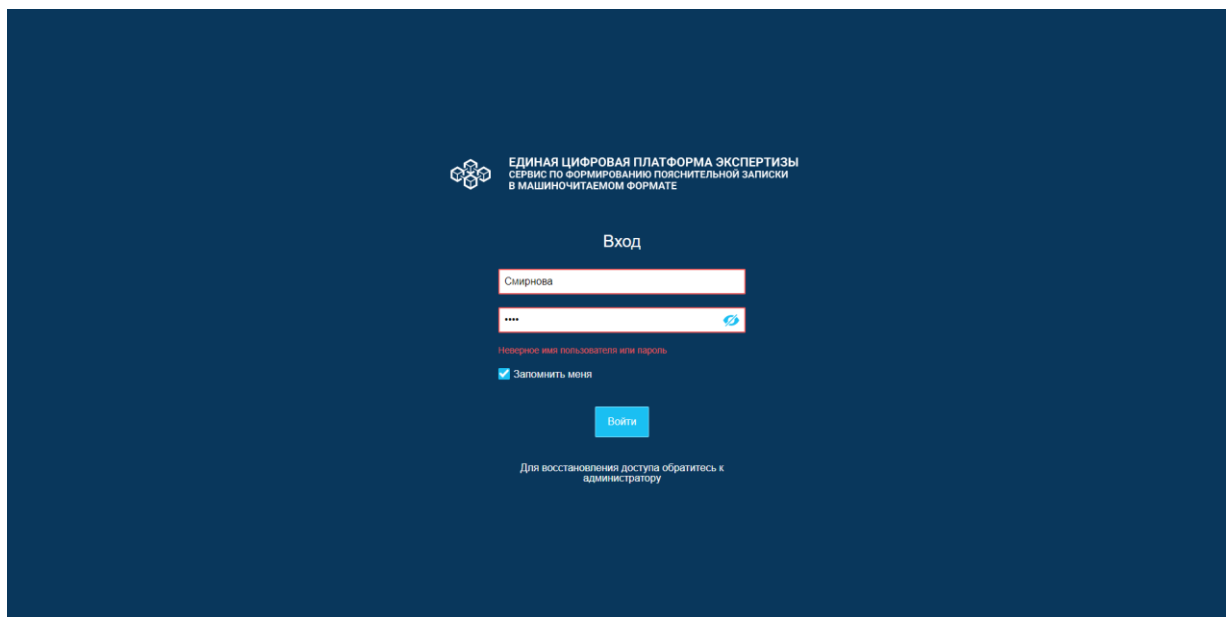 ЕДИНАЯ ЦИФРОВАЯ ПЛАТФОРМА ЭКСПЕРТИЗЫ
СЕРВИС ПО ФОРМИРОВАНИЮ ПОЯСНИТЕЛЬНОЙ ЗАПИСКИ
В МАШИНОЧИТАЕМОМ ФОРМАТЕ
Вход
Смирнова
••••
Неверное имя пользователя или пароль
Запомнить меня
Войти
Для восстановления доступа обратитесь к
администратору